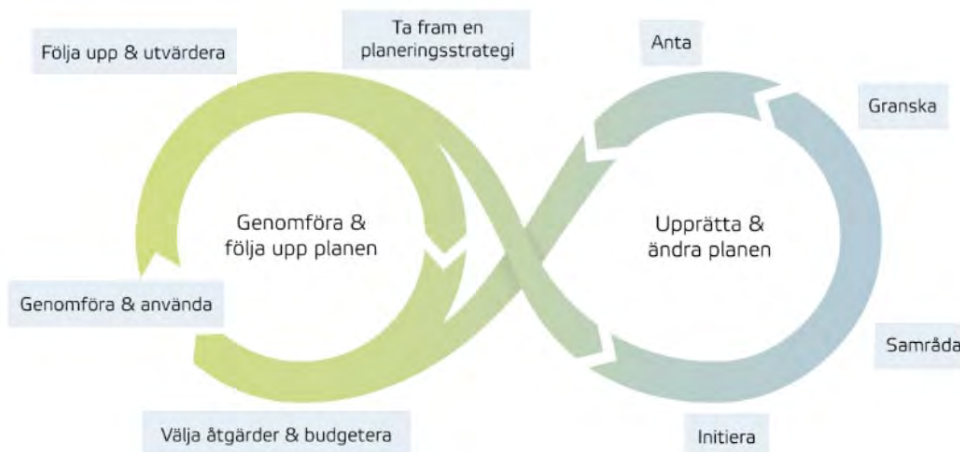 Följa upp & utvärdera
Ta fram en
planeringsstrategi
Anta
Granska
Genomföra &
följa upp planen
Upprätta &
ändra planen
Genomföra & använda
Samråda
Välja åtgärder & budgetera
Initiera